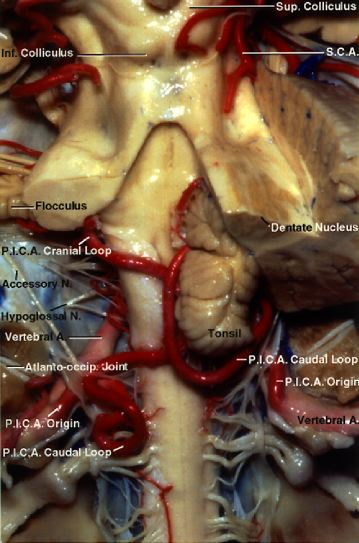 Sup. Colliculus
Inf. Colliculus
S.C.A.
Flocculus
Dentate Nucleus
P.I.C.A. Cranial Loop
Accessory N.
Hypoglossal N.
Vertebral A.
Tonsil
Atlanto-occip. Joint
P.I.C.A. Caudal Loop
P.I.C.A. Origin
P.I.C.A. Origin
Vertebral A.
P.I.C.A. Caudal Loop